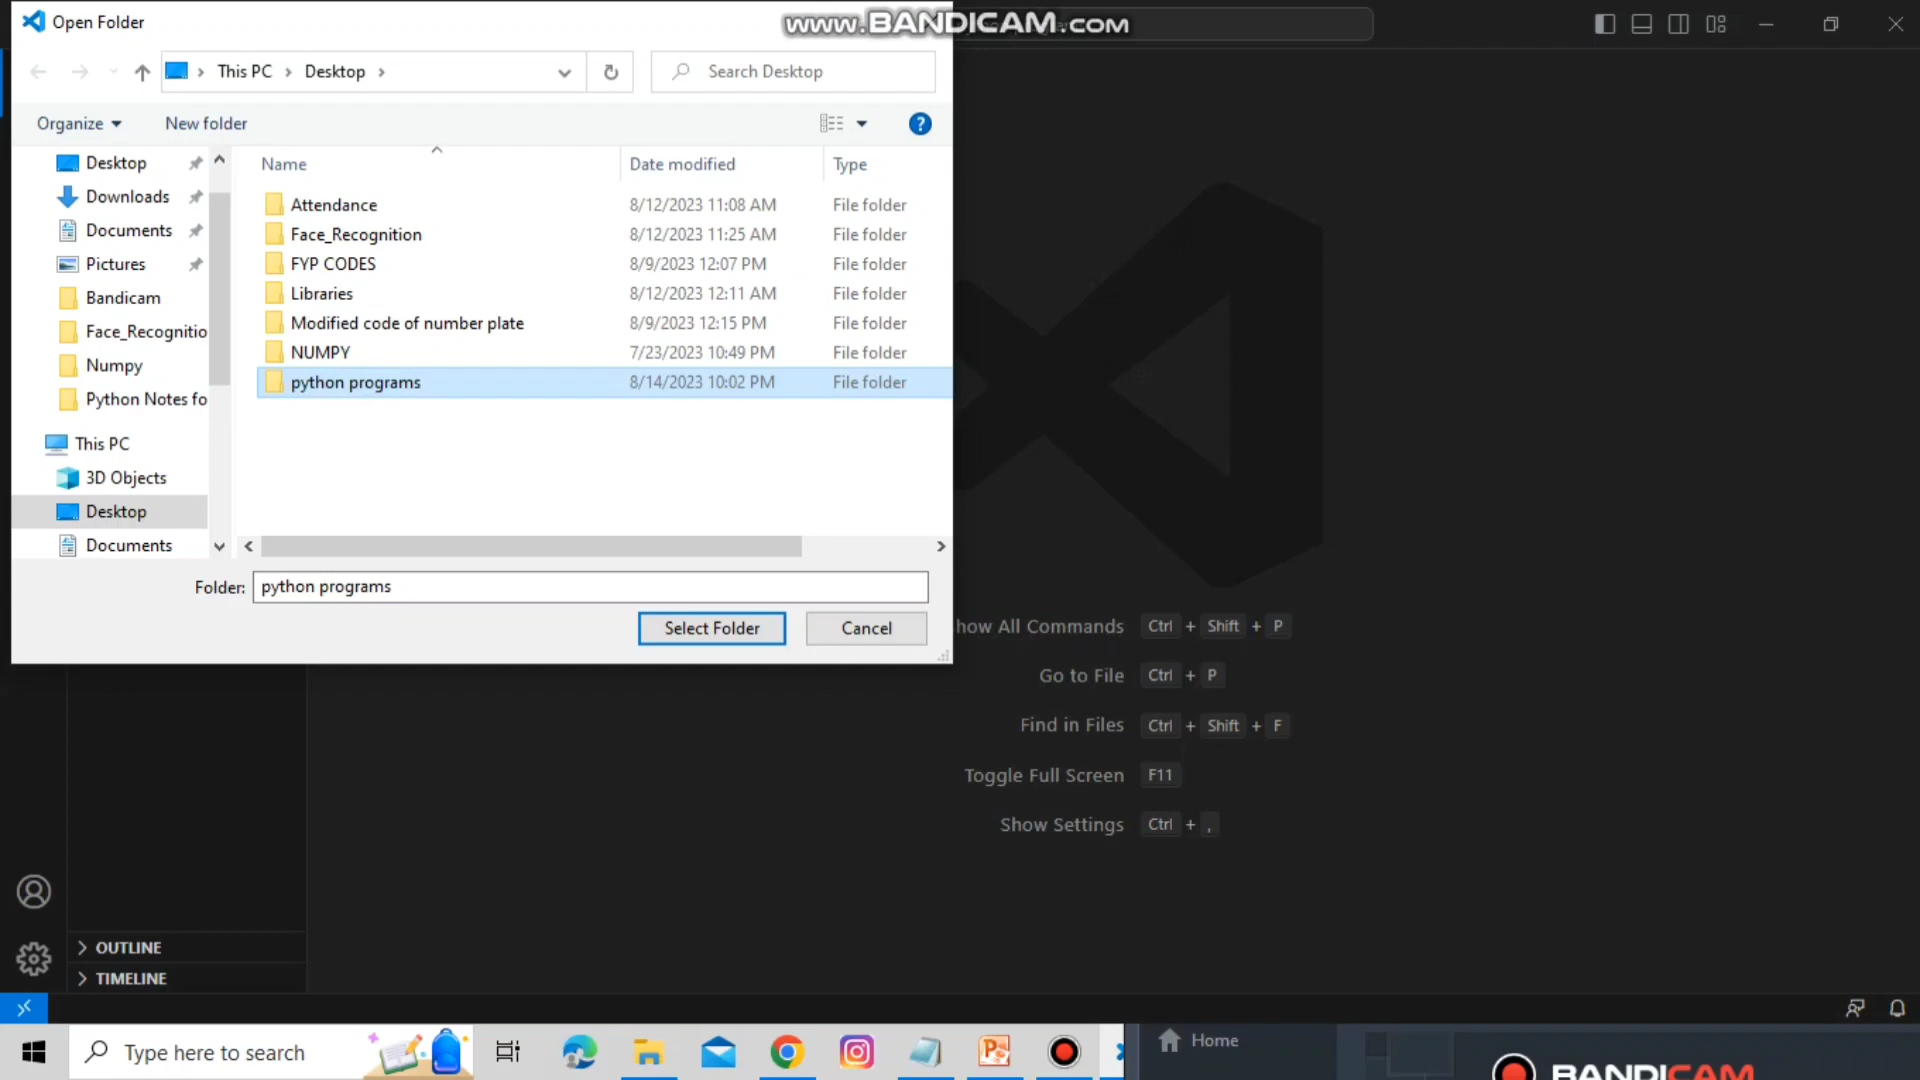 Open Folder
www.BANDICAM.com
This PC
Desktop
Search Desktop
Organize
New folder
Name
Date modified
Type
Desktop
Downloads
Documents
Pictures
Bandicam
Face_Recognitio
Numpy
Python Notes fo
This PC
3D Objects
Desktop
Documents
Attendance 8/12/2023 11:08 AM File folder
Face_Recognition 8/12/2023 11:25 AM File folder
FYP CODES 8/9/2023 12:07 PM File folder
Libraries 8/12/2023 12:11 AM File folder
Modified code of number plate 8/9/2023 12:15 PM File folder
NUMPY 7/23/2023 10:49 PM File folder
python programs 8/14/2023 10:02 PM File folder
Folder: python programs
Select Folder
Cancel
how All Commands Ctrl + Shift + P
Go to File Ctrl + P
Find in Files Ctrl + Shift + F
Toggle Full Screen F11
Show Settings Ctrl + ,
OUTLINE
TIMELINE
Type here to search
Home
BANDICAM